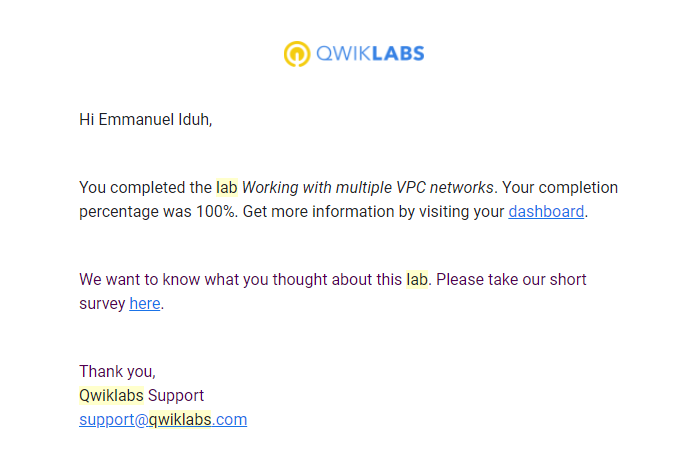 QWIKLABS
Hi Emmanuel Iduh,
You completed the lab Working with multiple VPC networks. Your completion
percentage was 100%. Get more information by visiting your dashboard.
We want to know what you thought about this lab. Please take our short
survey here.
Thank you,
Qwiklabs Support
support@qwiklabs.com